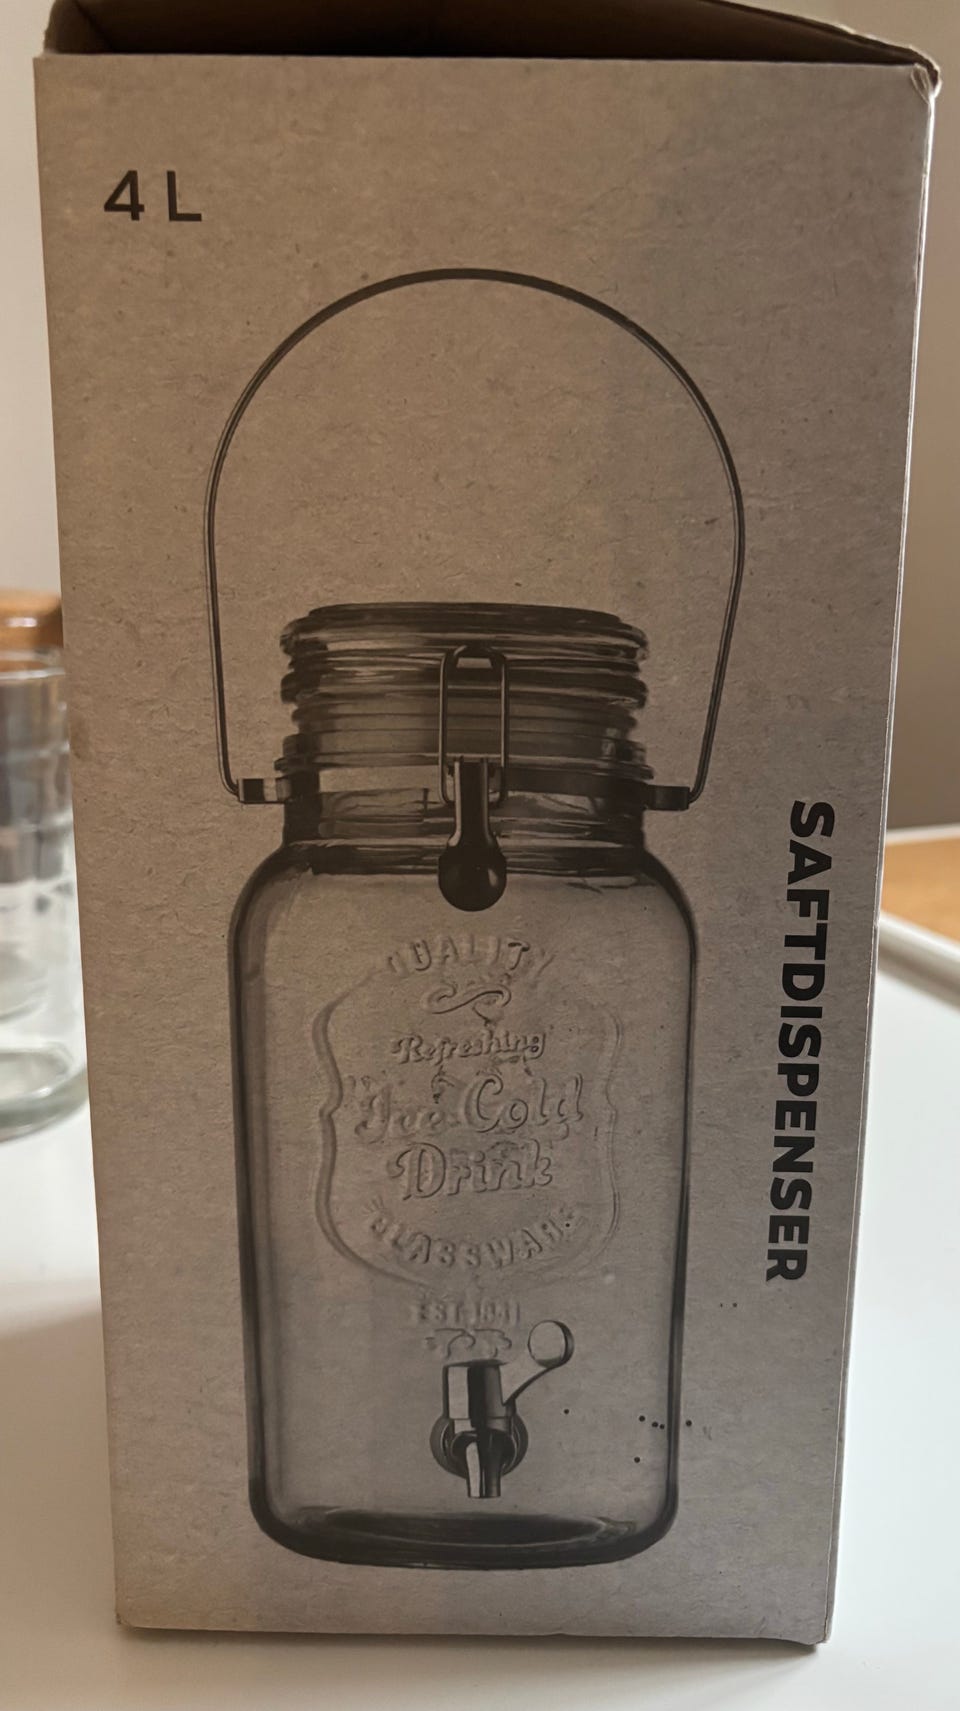 4 L
QUALITY
Refreshing
Ice Cold
Drink
GLASSWARE
SAFTDISPENSER